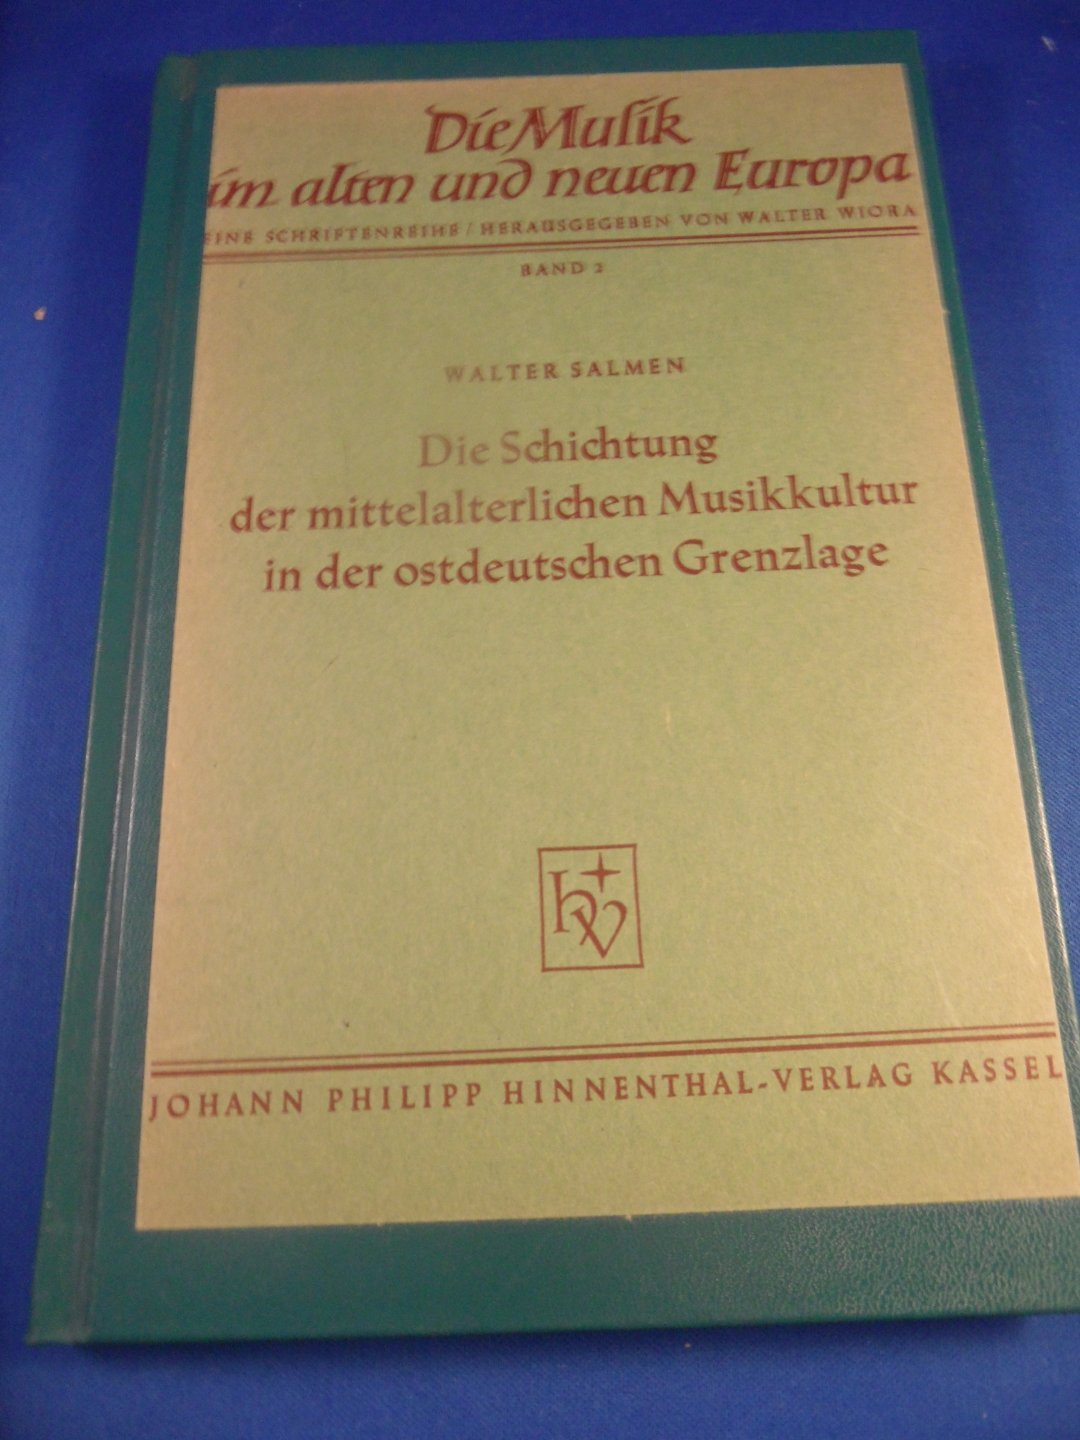 Die Musik
im alten und neuen Europa
EINE SCHRIFTENREIHE / HERAUSGEGEBEN VON WALTER WIORA
BAND 2
WALTER SALMEN
Die Schichtung
der mittelalterlichen Musikkultur
in der ostdeutschen Grenzlage
hv
JOHANN PHILIPP HINNENTHAL-VERLAG KASSEL